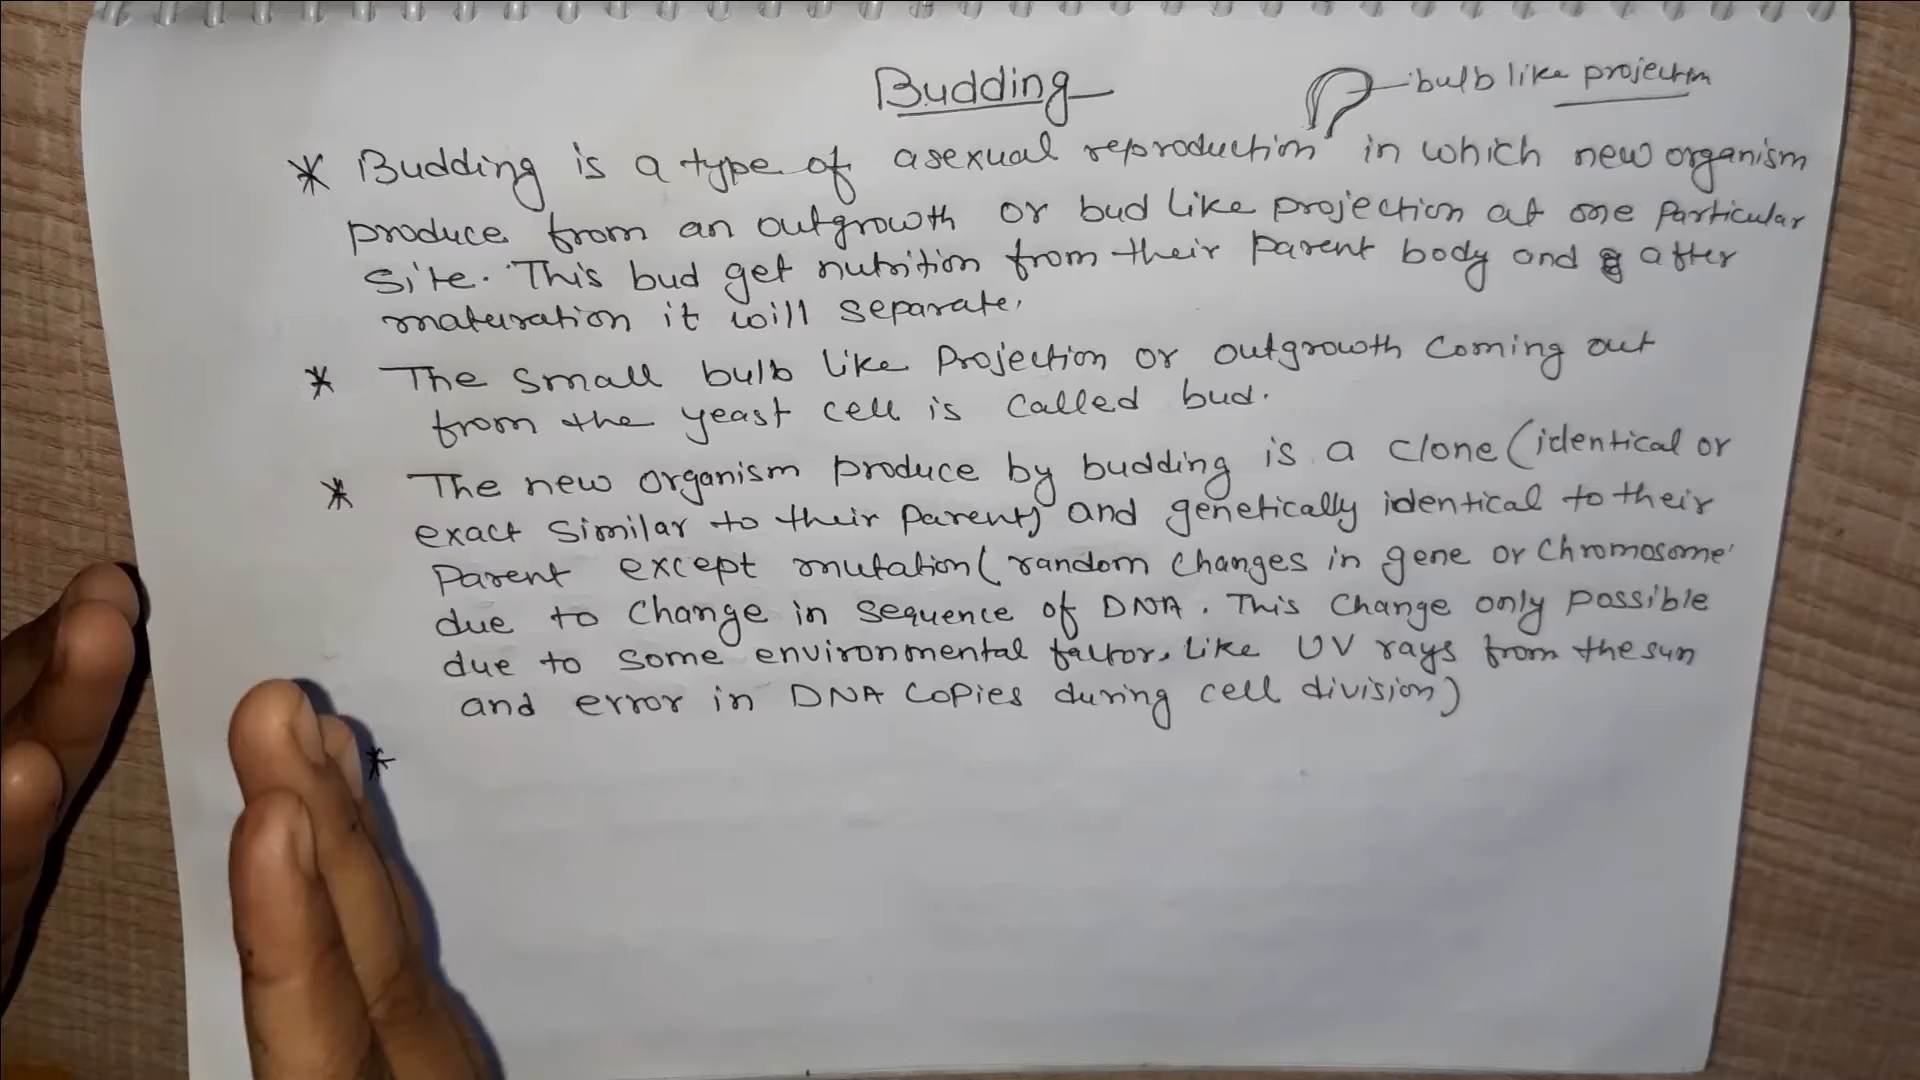 Budding
bulb like projection
* Budding is a type of asexual reproduction in which new organism
produce from an outgrowth or bud like projection at one particular
site. This bud get nutrition from their parent body and after
maturation it will separate.
* The small bulb like Projection or outgrowth coming out
from the yeast cell is called bud.
* The new organism produce by budding is a clone (identical or
exact similar to their parent) and genetically identical to their
Parent except mutation (random changes in gene or chromosome
due to change in sequence of DNA. This change only possible
due to some environmental factor, like UV rays from the sun
and error in DNA copies during cell division)
*